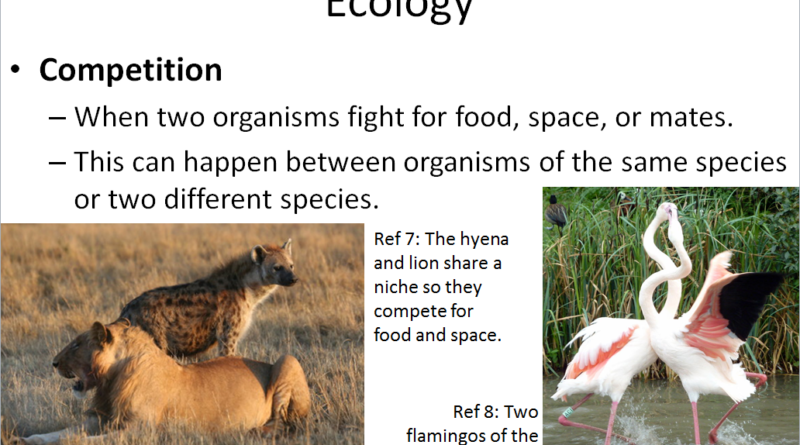 Ecology
• Competition
– When two organisms fight for food, space, or mates.
– This can happen between organisms of the same species
or two different species.
Ref 7: The hyena
and lion share a
niche so they
compete for
food and space.
Ref 8: Two
flamingos of the